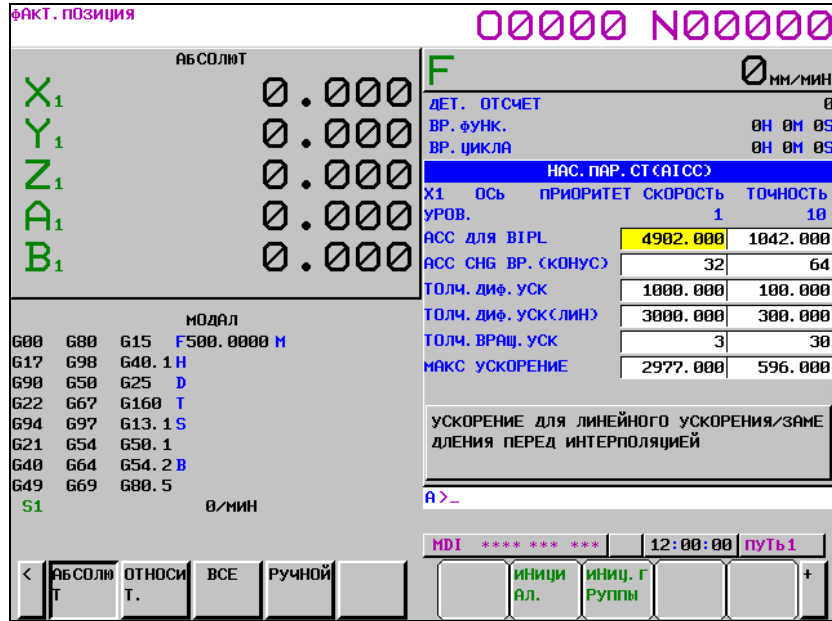 ФАКТ. ПОЗИЦИЯ
O0000 N00000
АБСОЛЮТ
X1 0.000
Y1 0.000
Z1 0.000
A1 0.000
B1 0.000
F 0 ММ/МИН
ДЕТ. ОТСЧЕТ 0
ВР. ФУНК. 0H 0M 0S
ВР. ЦИКЛА 0H 0M 0S
НАС. ПАР. СТ(AICC)
X1 ОСЬ ПРИОРИТЕТ СКОРОСТЬ ТОЧНОСТЬ
УРОВ. 1 10
ACC ДЛЯ BIPL 4902.000 1042.000
ACC CHG ВР.(КОНУС) 32 64
ТОЛЧ. ДИФ. УСК 1000.000 100.000
ТОЛЧ. ДИФ. УСК(ЛИН) 3000.000 300.000
ТОЛЧ. ВРАЩ. УСК 3 30
МАКС УСКОРЕНИЕ 2977.000 596.000
УСКОРЕНИЕ ДЛЯ ЛИНЕЙНОГО УСКОРЕНИЯ/ЗАМЕ
ДЛЕНИЯ ПЕРЕД ИНТЕРПОЛЯЦИЕЙ
МОДАЛ
G00 G80 G15 F500.0000 M
G17 G98 G40.1 H
G90 G50 G25 D
G22 G67 G160 T
G94 G97 G13.1 S
G21 G54 G50.1
G40 G64 G54.2 B
G49 G69 G80.5
S1 0/МИН
A>_
MDI **** *** *** 12:00:00 ПУТЬ1
< АБСОЛЮ ОТНОСИ ВСЕ РУЧНОЙ
Т Т.
ИНИЦИ ИНИЦ. Г +
АЛ. РУППЫ